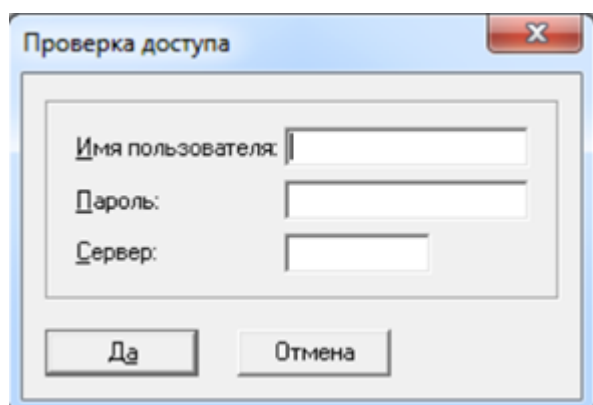 Проверка доступа
Имя пользователя:
Пароль:
Сервер:
Да Отмена